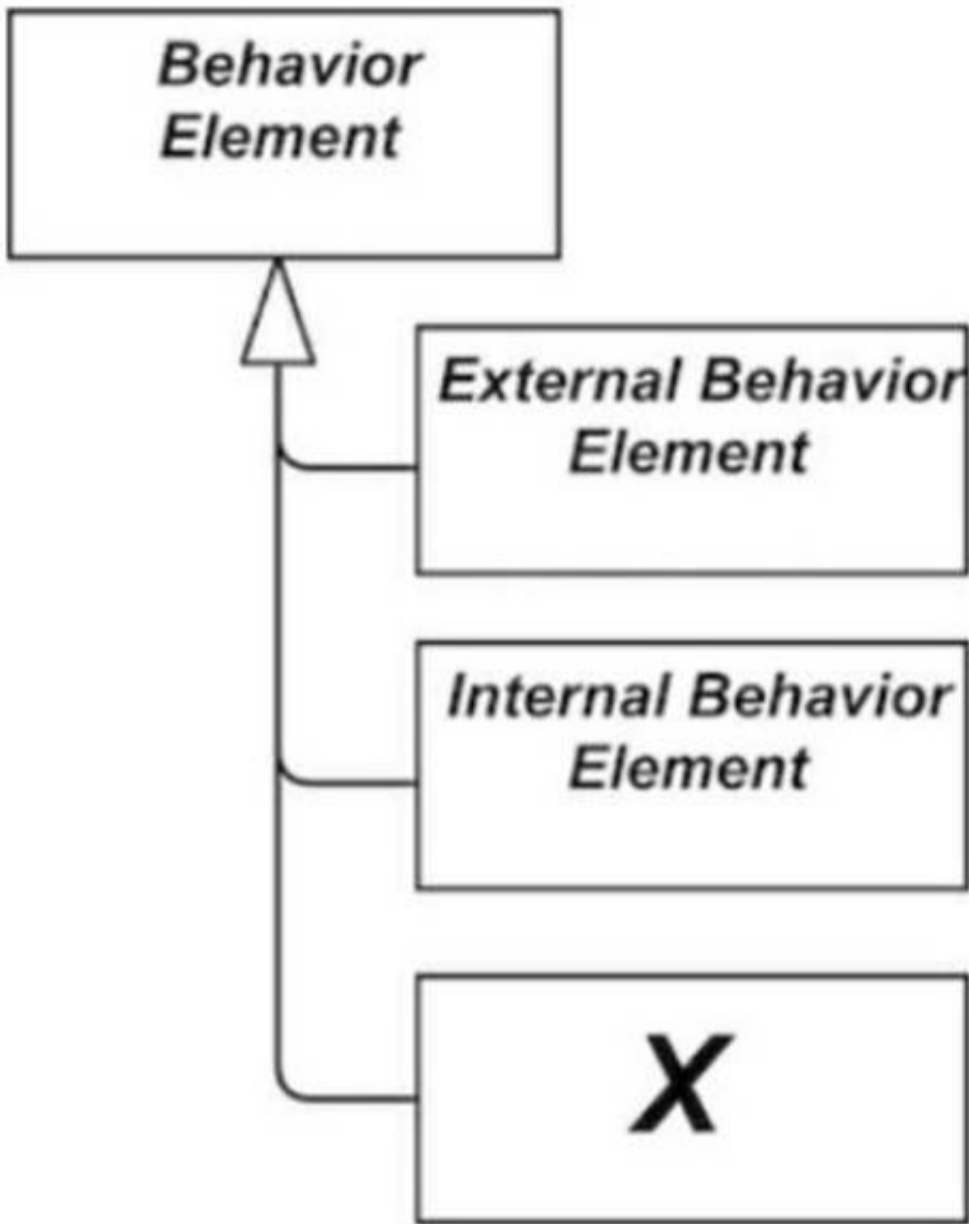 Behavior
Element
External Behavior
Element
Internal Behavior
Element
X